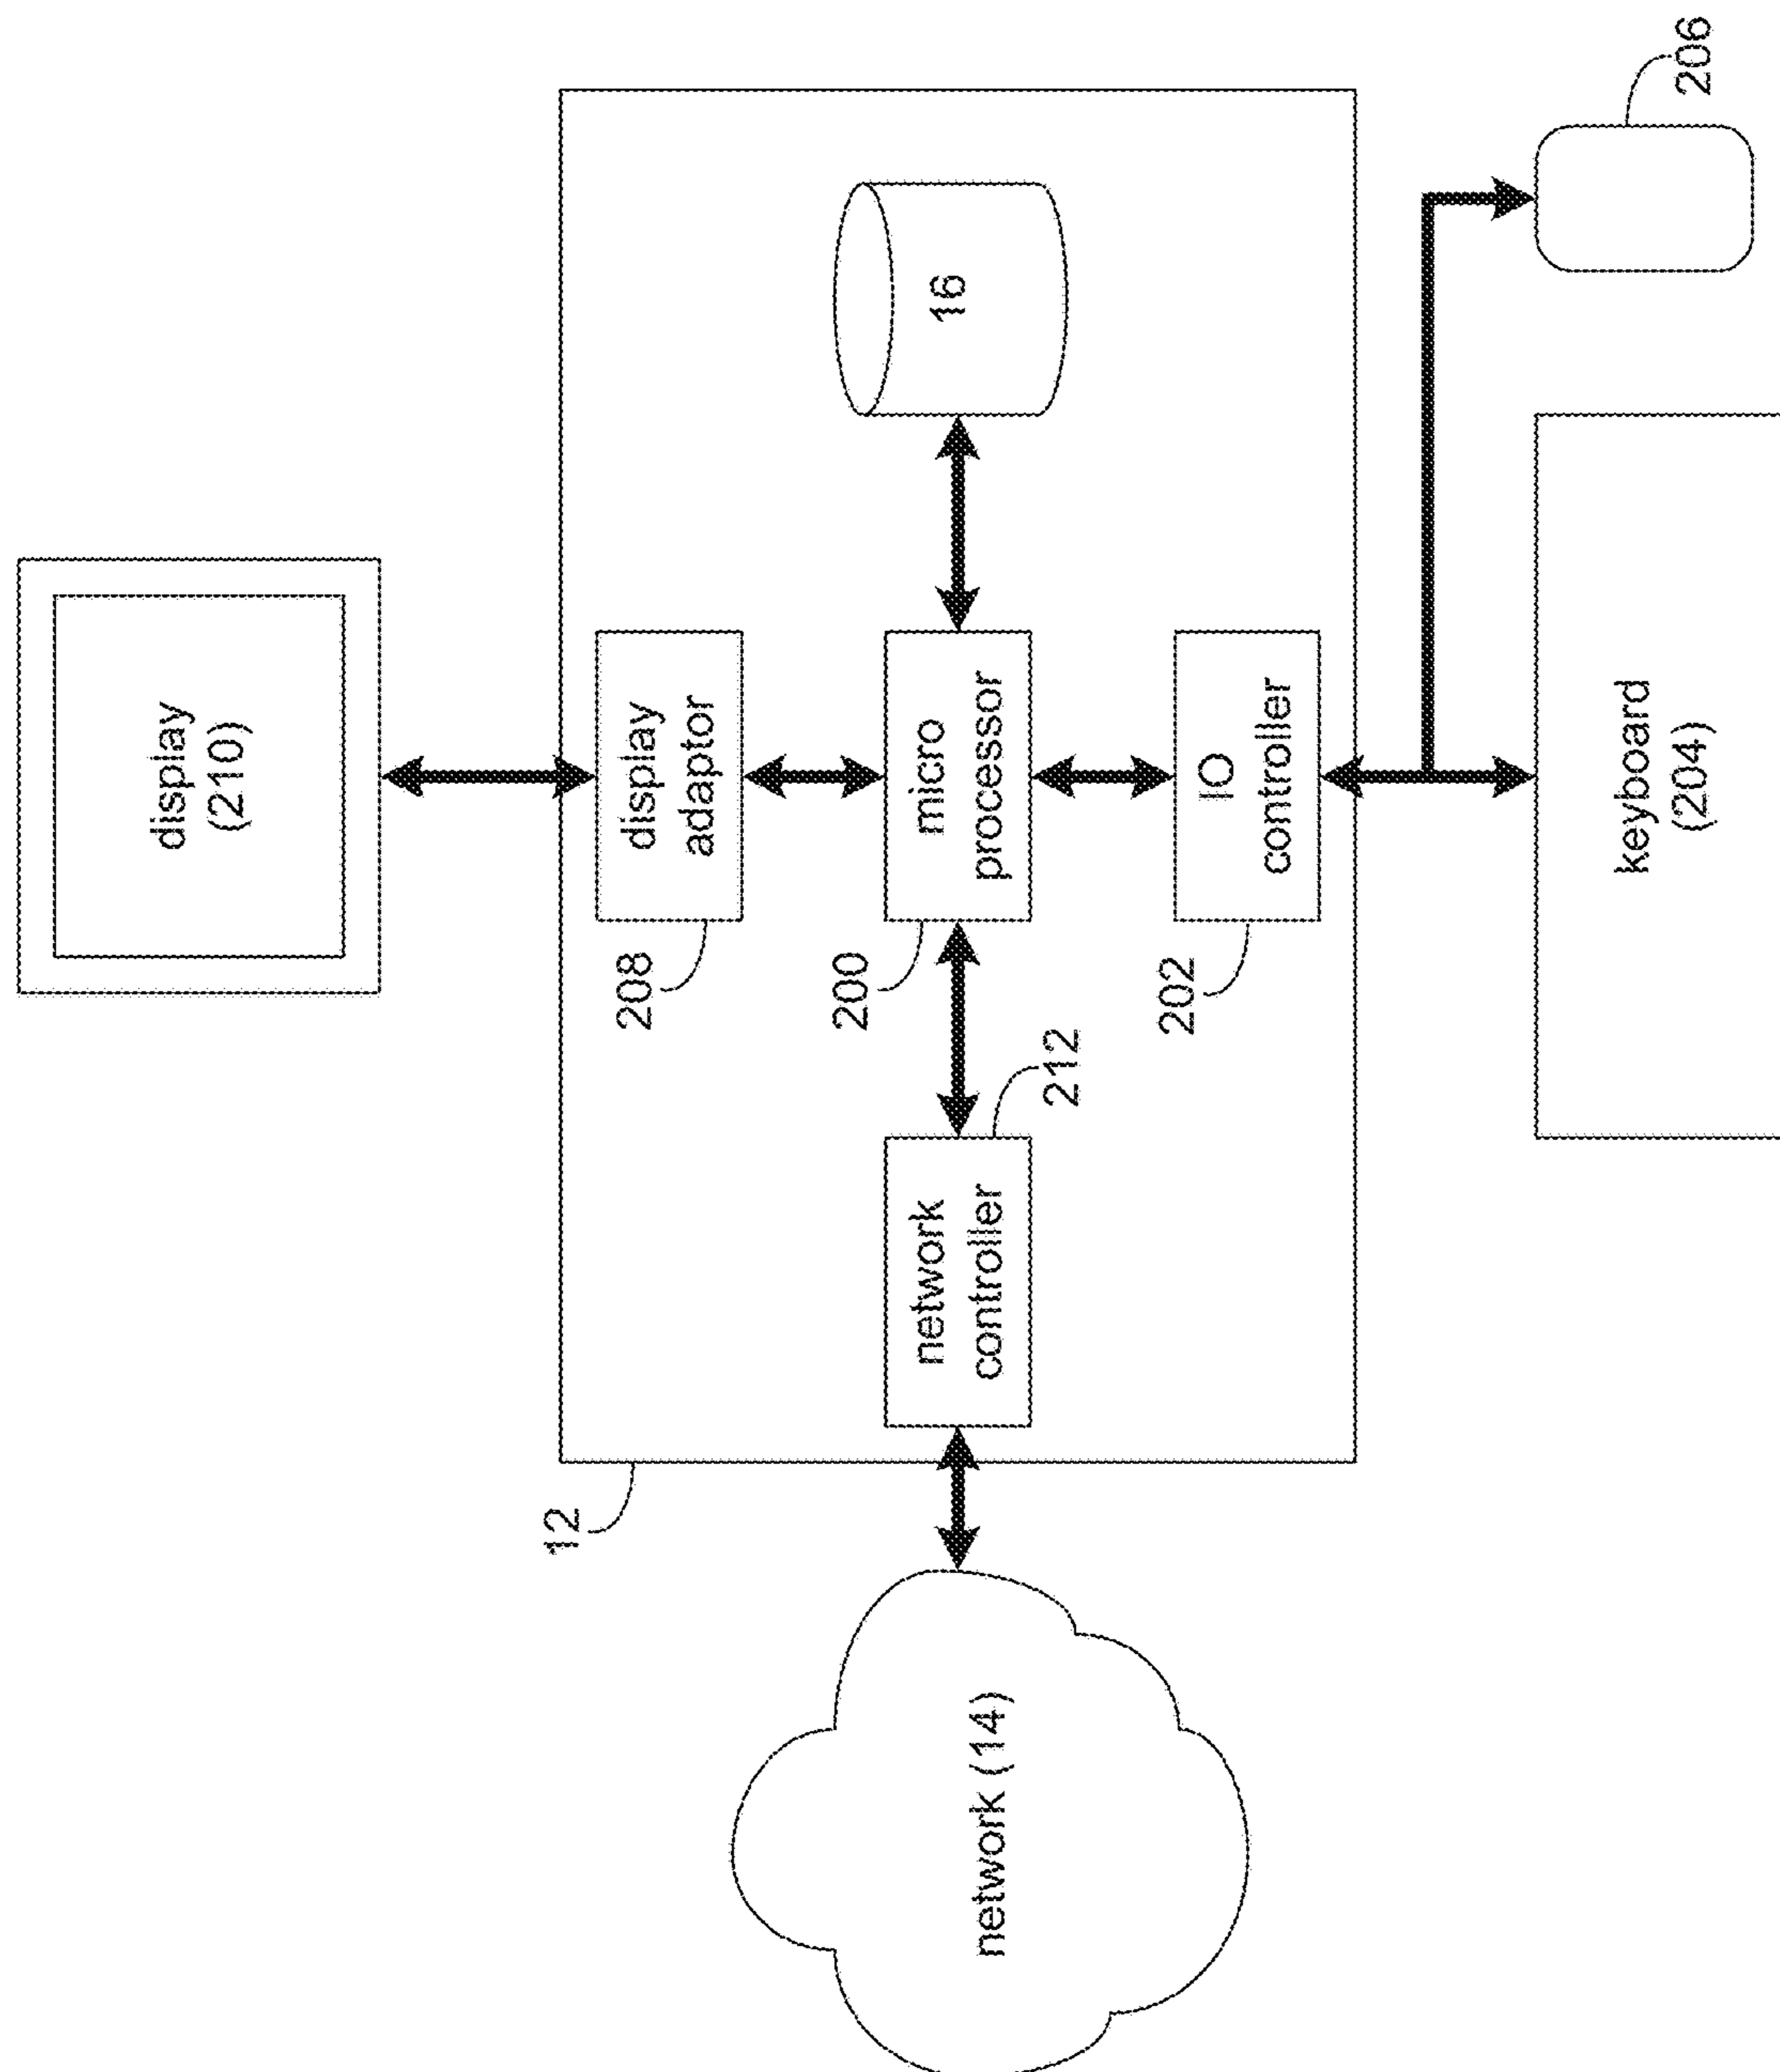 display
(210)
208
display
adaptor
200
micro
processor
16
212
network
controller
12
network (14)
202
IO
controller
206
keyboard
(204)